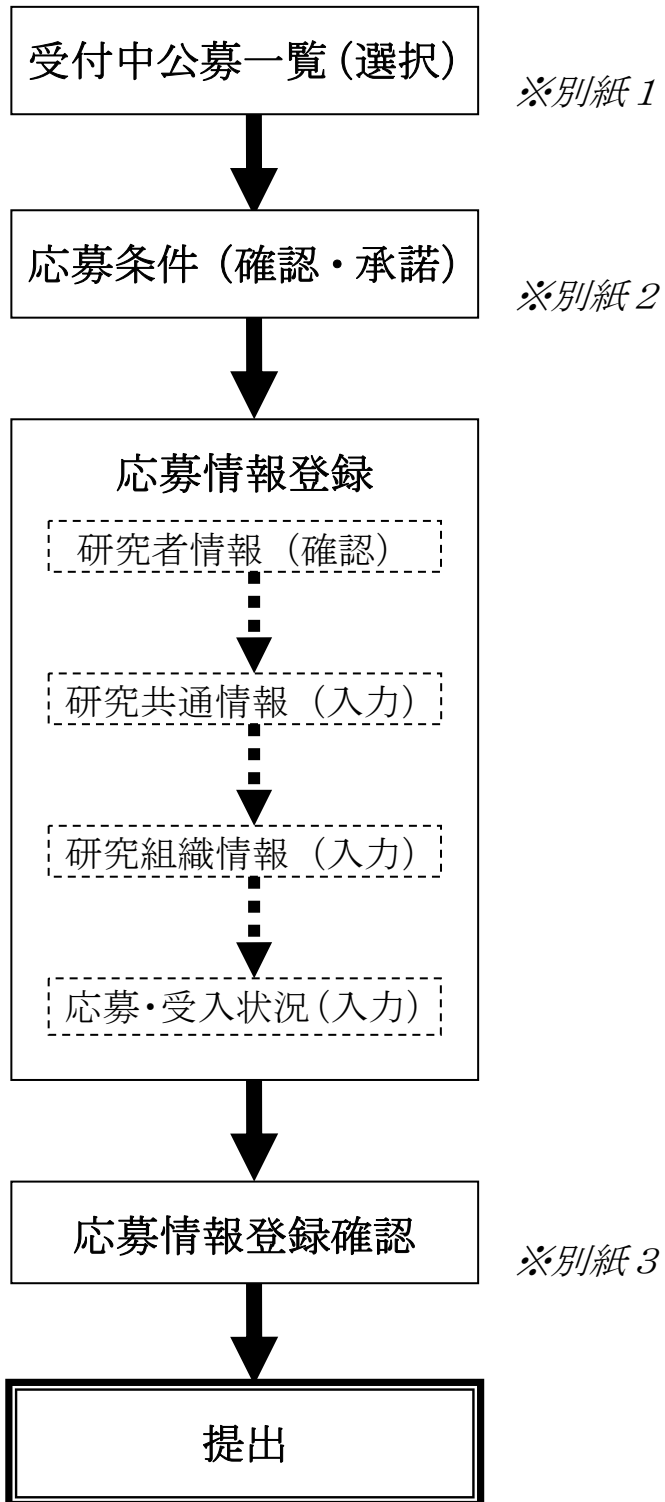 受付中公募一覧（選択）
※別紙１
応募条件（確認・承諾）
※別紙２
応募情報登録
研究者情報（確認）
研究共通情報（入力）
研究組織情報（入力）
応募・受入状況（入力）
応募情報登録確認
※別紙３
提出